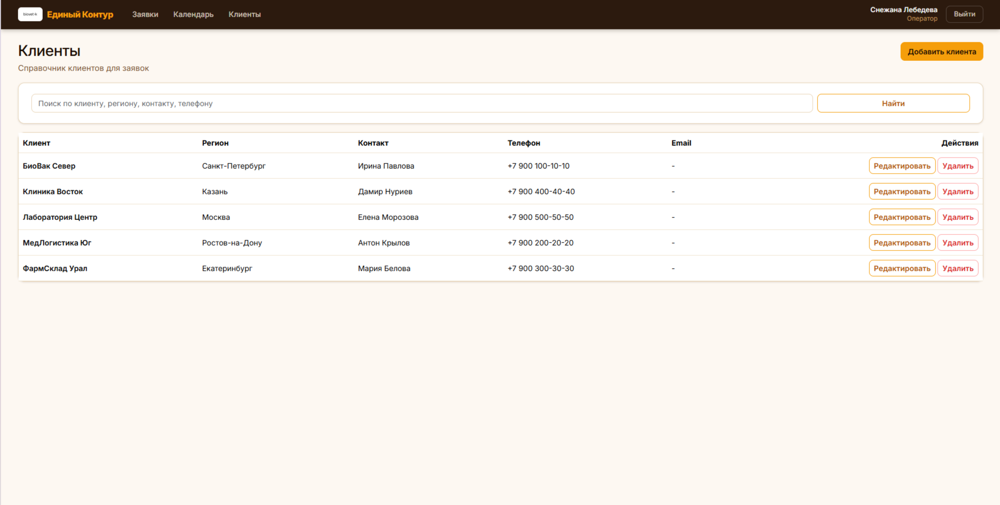 biovet-k Единый Контур Заявки Календарь Клиенты Снежана Лебедева
Оператор
Выйти
Клиенты
Добавить клиента
Справочник клиентов для заявок
Поиск по клиенту, региону, контакту, телефону Найти
Клиент Регион Контакт Телефон Email Действия
БиоВак Север Санкт-Петербург Ирина Павлова +7 900 100-10-10 - Редактировать Удалить
Клиника Восток Казань Дамир Нуриев +7 900 400-40-40 - Редактировать Удалить
Лаборатория Центр Москва Елена Морозова +7 900 500-50-50 - Редактировать Удалить
МедЛогистика Юг Ростов-на-Дону Антон Крылов +7 900 200-20-20 - Редактировать Удалить
ФармСклад Урал Екатеринбург Мария Белова +7 900 300-30-30 - Редактировать Удалить